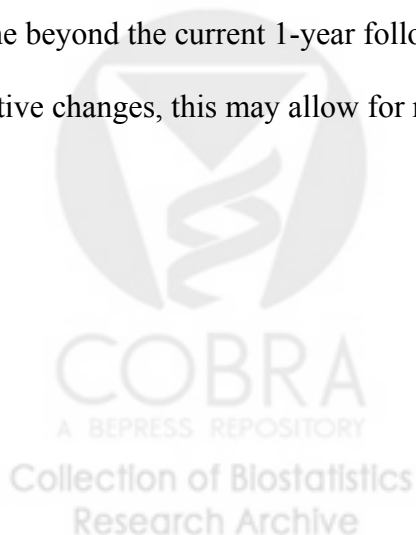 ne beyond the current 1-year follo
tive changes, this may allow for r
COBRA
A BEPRESS REPOSITORY
Collection of Biostatistics
Research Archive